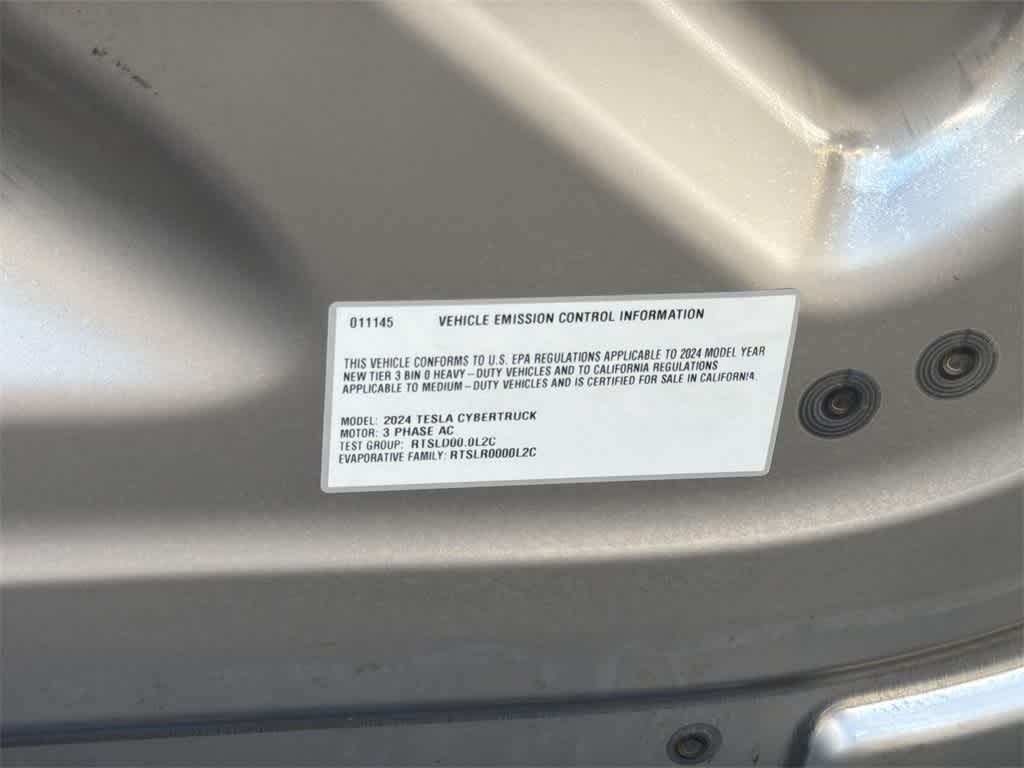 011145 VEHICLE EMISSION CONTROL INFORMATION
THIS VEHICLE CONFORMS TO U.S. EPA REGULATIONS APPLICABLE TO 2024 MODEL YEAR
NEW TIER 3 BIN 0 HEAVY-DUTY VEHICLES AND TO CALIFORNIA REGULATIONS
APPLICABLE TO MEDIUM-DUTY VEHICLES AND IS CERTIFIED FOR SALE IN CALIFORNIA.
MODEL: 2024 TESLA CYBERTRUCK
MOTOR: 3 PHASE AC
TEST GROUP: RTSLD00.0L2C
EVAPORATIVE FAMILY: RTSLR0000L2C